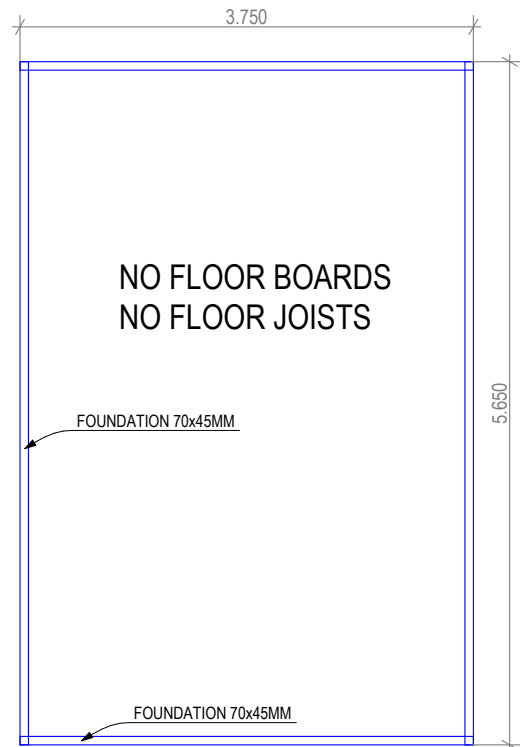 3.750
NO FLOOR BOARDS
NO FLOOR JOISTS
5.650
FOUNDATION 70x45MM
FOUNDATION 70x45MM